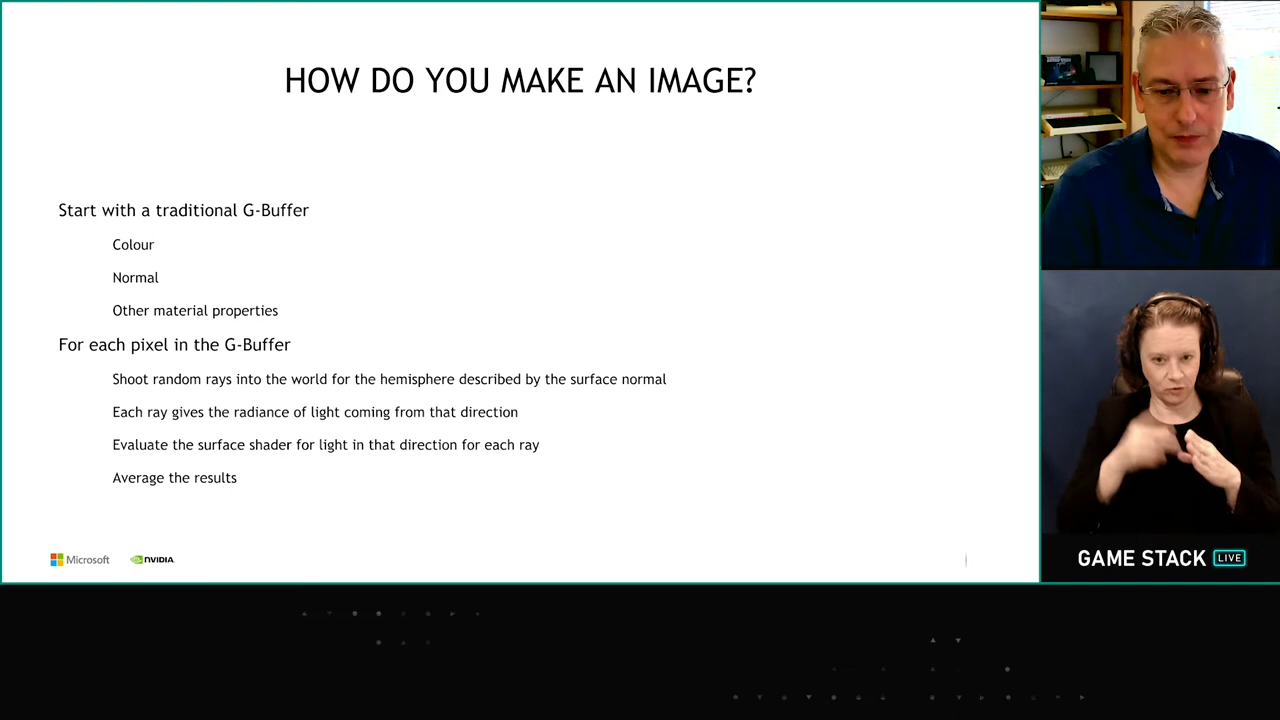 HOW DO YOU MAKE AN IMAGE?
Start with a traditional G-Buffer
Colour
Normal
Other material properties
For each pixel in the G-Buffer
Shoot random rays into the world for the hemisphere described by the surface normal
Each ray gives the radiance of light coming from that direction
Evaluate the surface shader for light in that direction for each ray
Average the results
Microsoft
NVIDIA
GAME STACK LIVE